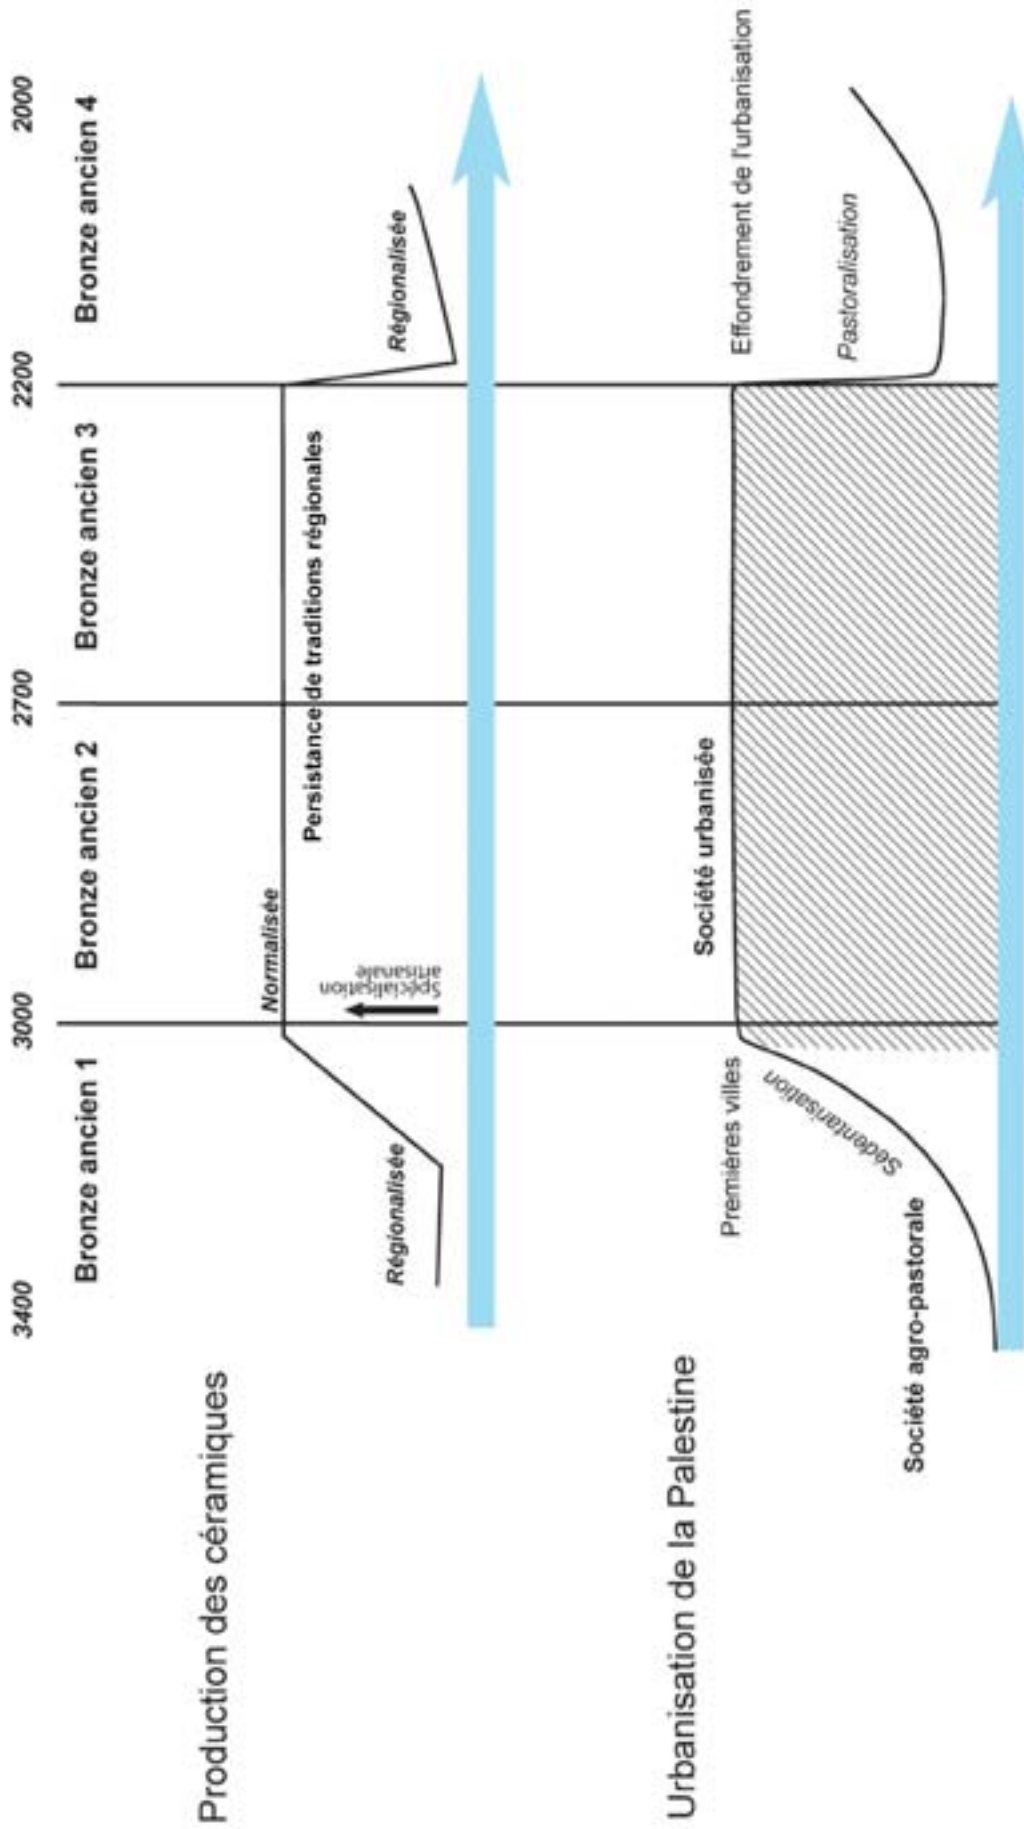 3400 3000 2700 2200 2000
Bronze ancien 1 Bronze ancien 2 Bronze ancien 3 Bronze ancien 4
Production des céramiques
Normalisée
Persistance de traditions régionales
Régionalisée
Spécialisation
artisanale
Régionalisée
Urbanisation de la Palestine
Société urbanisée
Premières villes
Effondrement de l'urbanisation
Sédentarisation
Pastoralisation
Société agro-pastorale